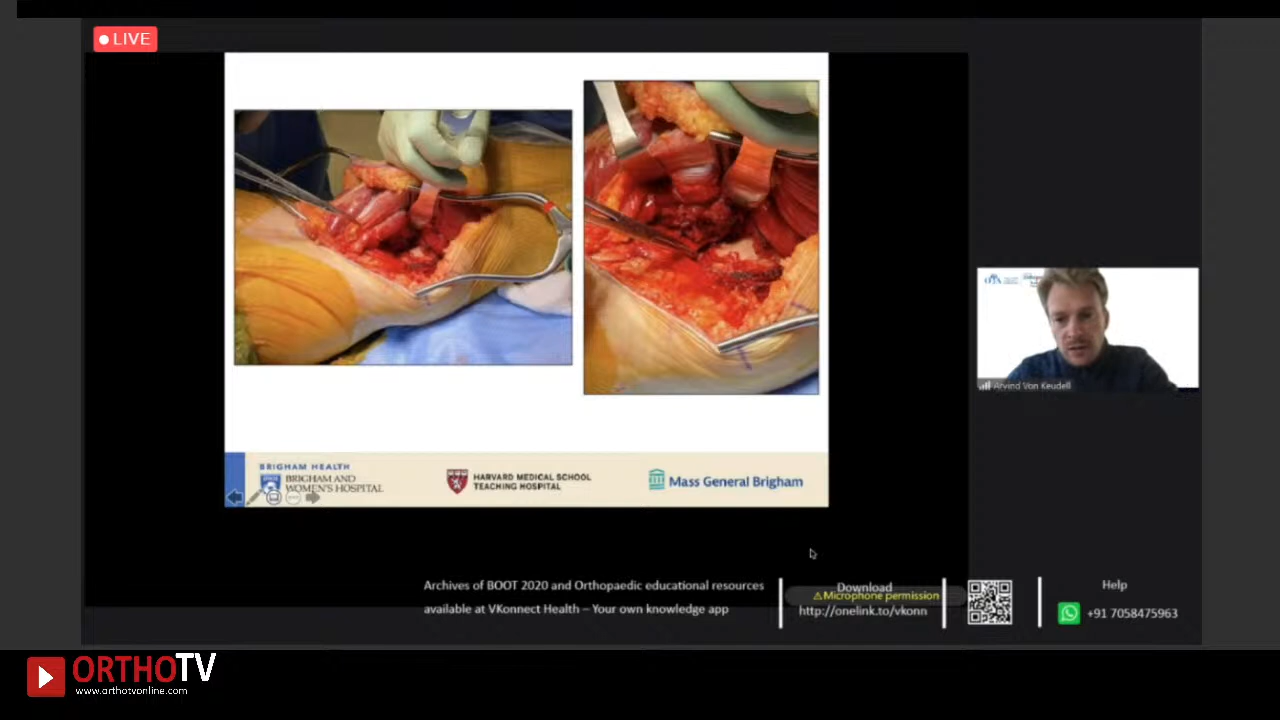 LIVE
BRIGHAM HEALTH
BRIGHAM AND
WOMEN'S HOSPITAL
HARVARD MEDICAL SCHOOL
TEACHING HOSPITAL
Mass General Brigham
Arvind Von Keudell
Archives of BOOT 2020 and Orthopaedic educational resources
available at VKonnect Health – Your own knowledge app
Download
⚠Microphone permission
http://onelink.to/vkonn
Help
+91 7058475963
ORTHOTV
www.orthotvonline.com